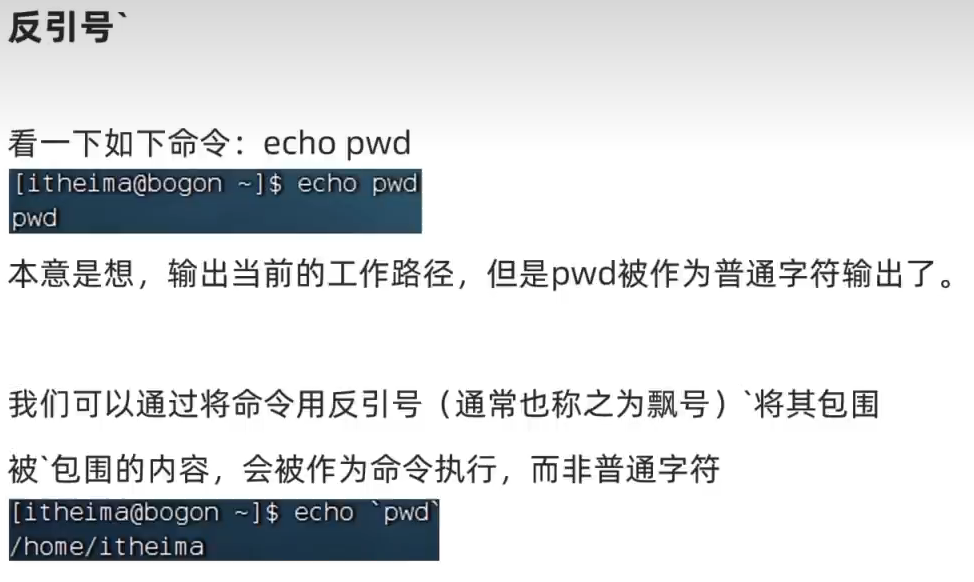 反引号`
看一下如下命令：echo pwd
[itheima@bogon ~]$ echo pwd
pwd
本意是想，输出当前的工作路径，但是pwd被作为普通字符输出了。
我们可以通过将命令用反引号（通常也称之为飘号）`将其包围
被`包围的内容，会被作为命令执行，而非普通字符
[itheima@bogon ~]$ echo `pwd`
/home/itheima